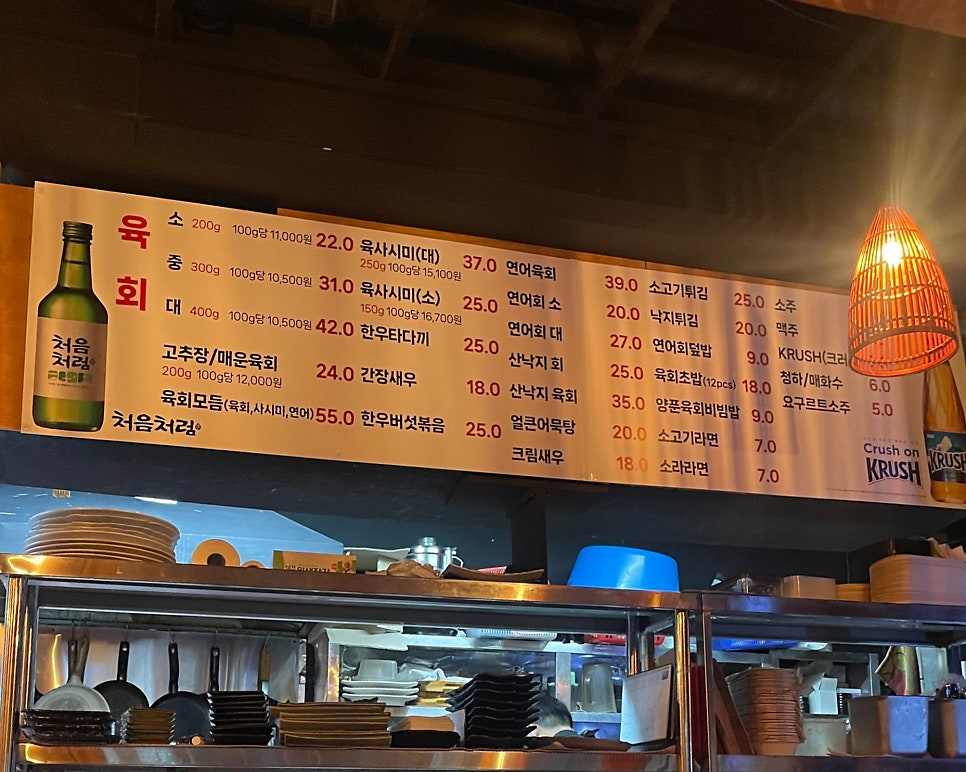 처음
처럼
육
회
소 200g 100g당 11,000원 22.0
중 300g 100g당 10,500원 31.0
대 400g 100g당 10,500원 42.0
고추장/매운육회 24.0
200g 100g당 12,000원
육회모듬(육회,사시미,연어) 55.0
처음처럼
육사시미(대) 37.0
250g 100g당 15,100원
육사시미(소) 25.0
150g 100g당 16,700원
한우타다끼 25.0
간장새우 18.0
한우버섯볶음 25.0
연어육회 39.0
연어회 소 20.0
연어회 대 27.0
산낙지 회 25.0
산낙지 육회 35.0
얼큰어묵탕 20.0
크림새우 18.0
소고기튀김 25.0
낙지튀김 20.0
연어회덮밥 9.0
육회초밥(12pcs) 18.0
양푼육회비빔밥 9.0
소고기라면 7.0
소라라면 7.0
소주
맥주
KRUSH(크러
청하/매화수 6.0
요구르트소주 5.0
Crush on
KRUSH
KRUSH